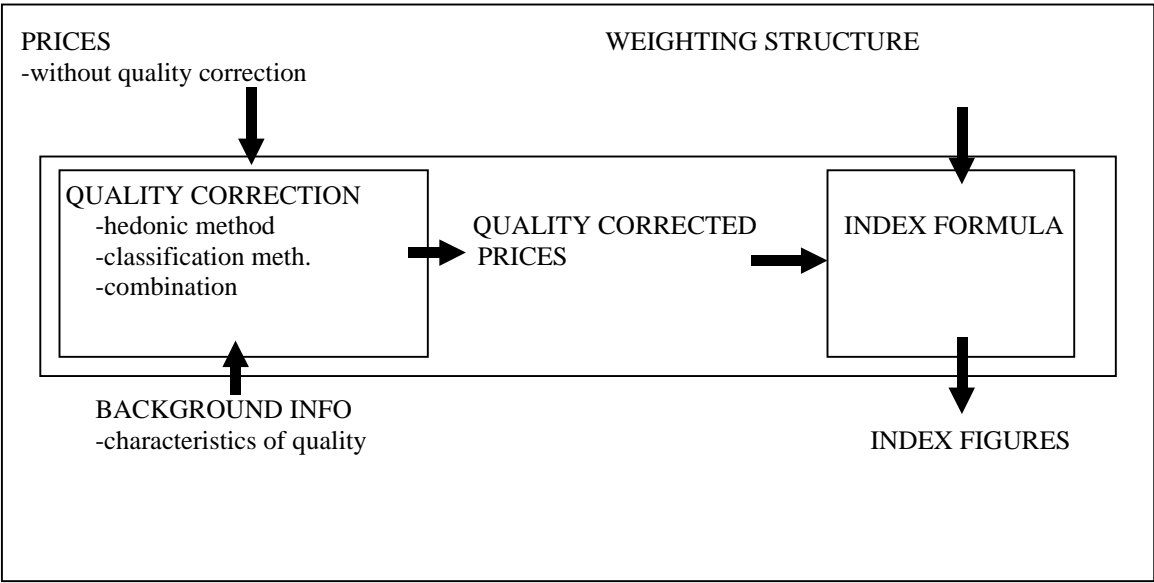 PRICES
-without quality correction
WEIGHTING STRUCTURE
QUALITY CORRECTION
-hedonic method
-classification meth.
-combination
QUALITY CORRECTED
PRICES
INDEX FORMULA
BACKGROUND INFO
-characteristics of quality
INDEX FIGURES